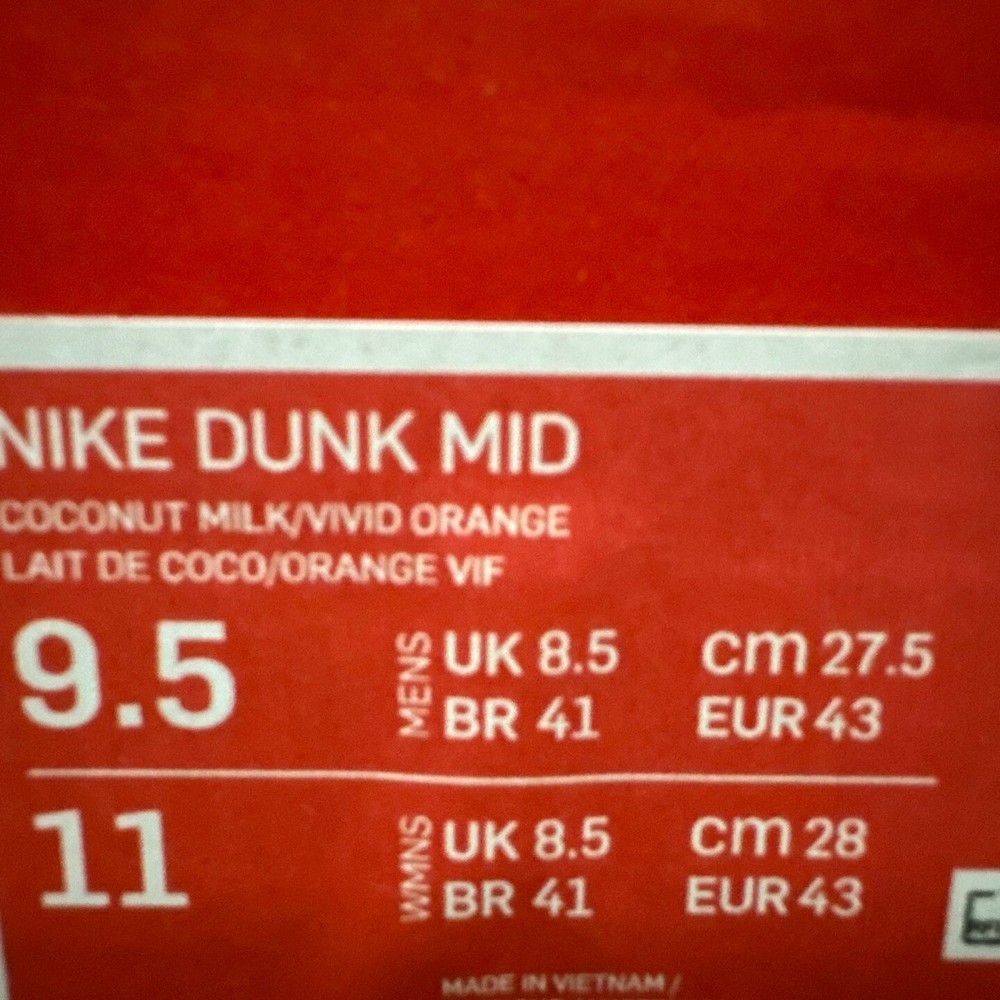 NIKE DUNK MID
COCONUT MILK/VIVID ORANGE
LAIT DE COCO/ORANGE VIF
9.5 MENS UK 8.5 cm 27.5
BR 41 EUR 43
11 WMNS UK 8.5 cm 28
BR 41 EUR 43
MADE IN VIETNAM /